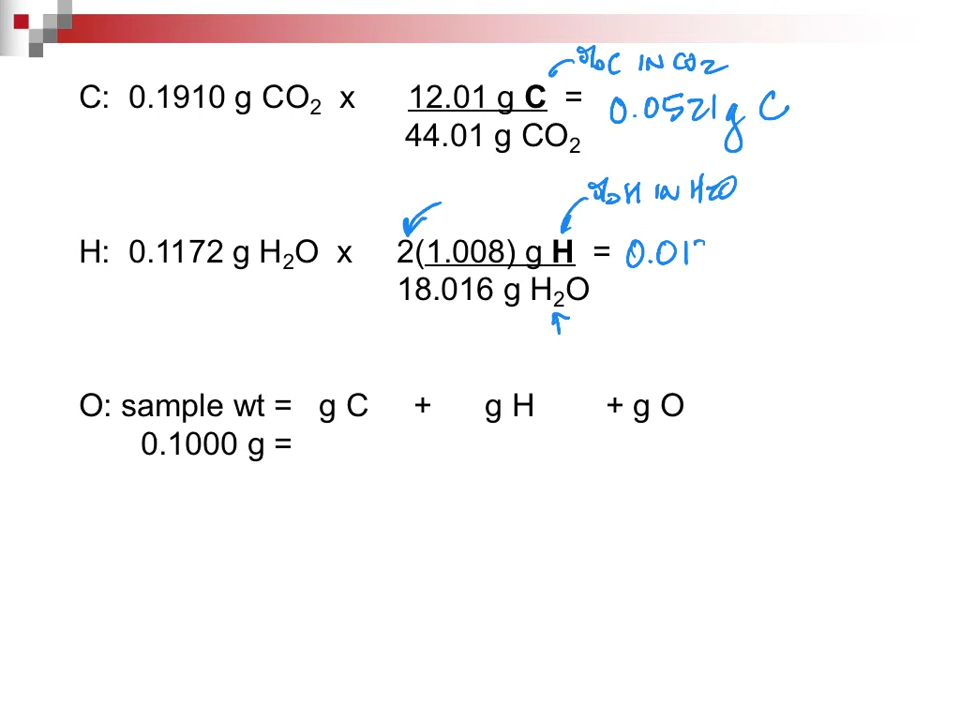 %C IN CO2
C: 0.1910 g CO₂ x 12.01 g C = 0.0521g C
44.01 g CO₂
%H IN H2O
H: 0.1172 g H₂O x 2(1.008) g H = 0.01
18.016 g H₂O
O: sample wt = g C + g H + g O
0.1000 g =